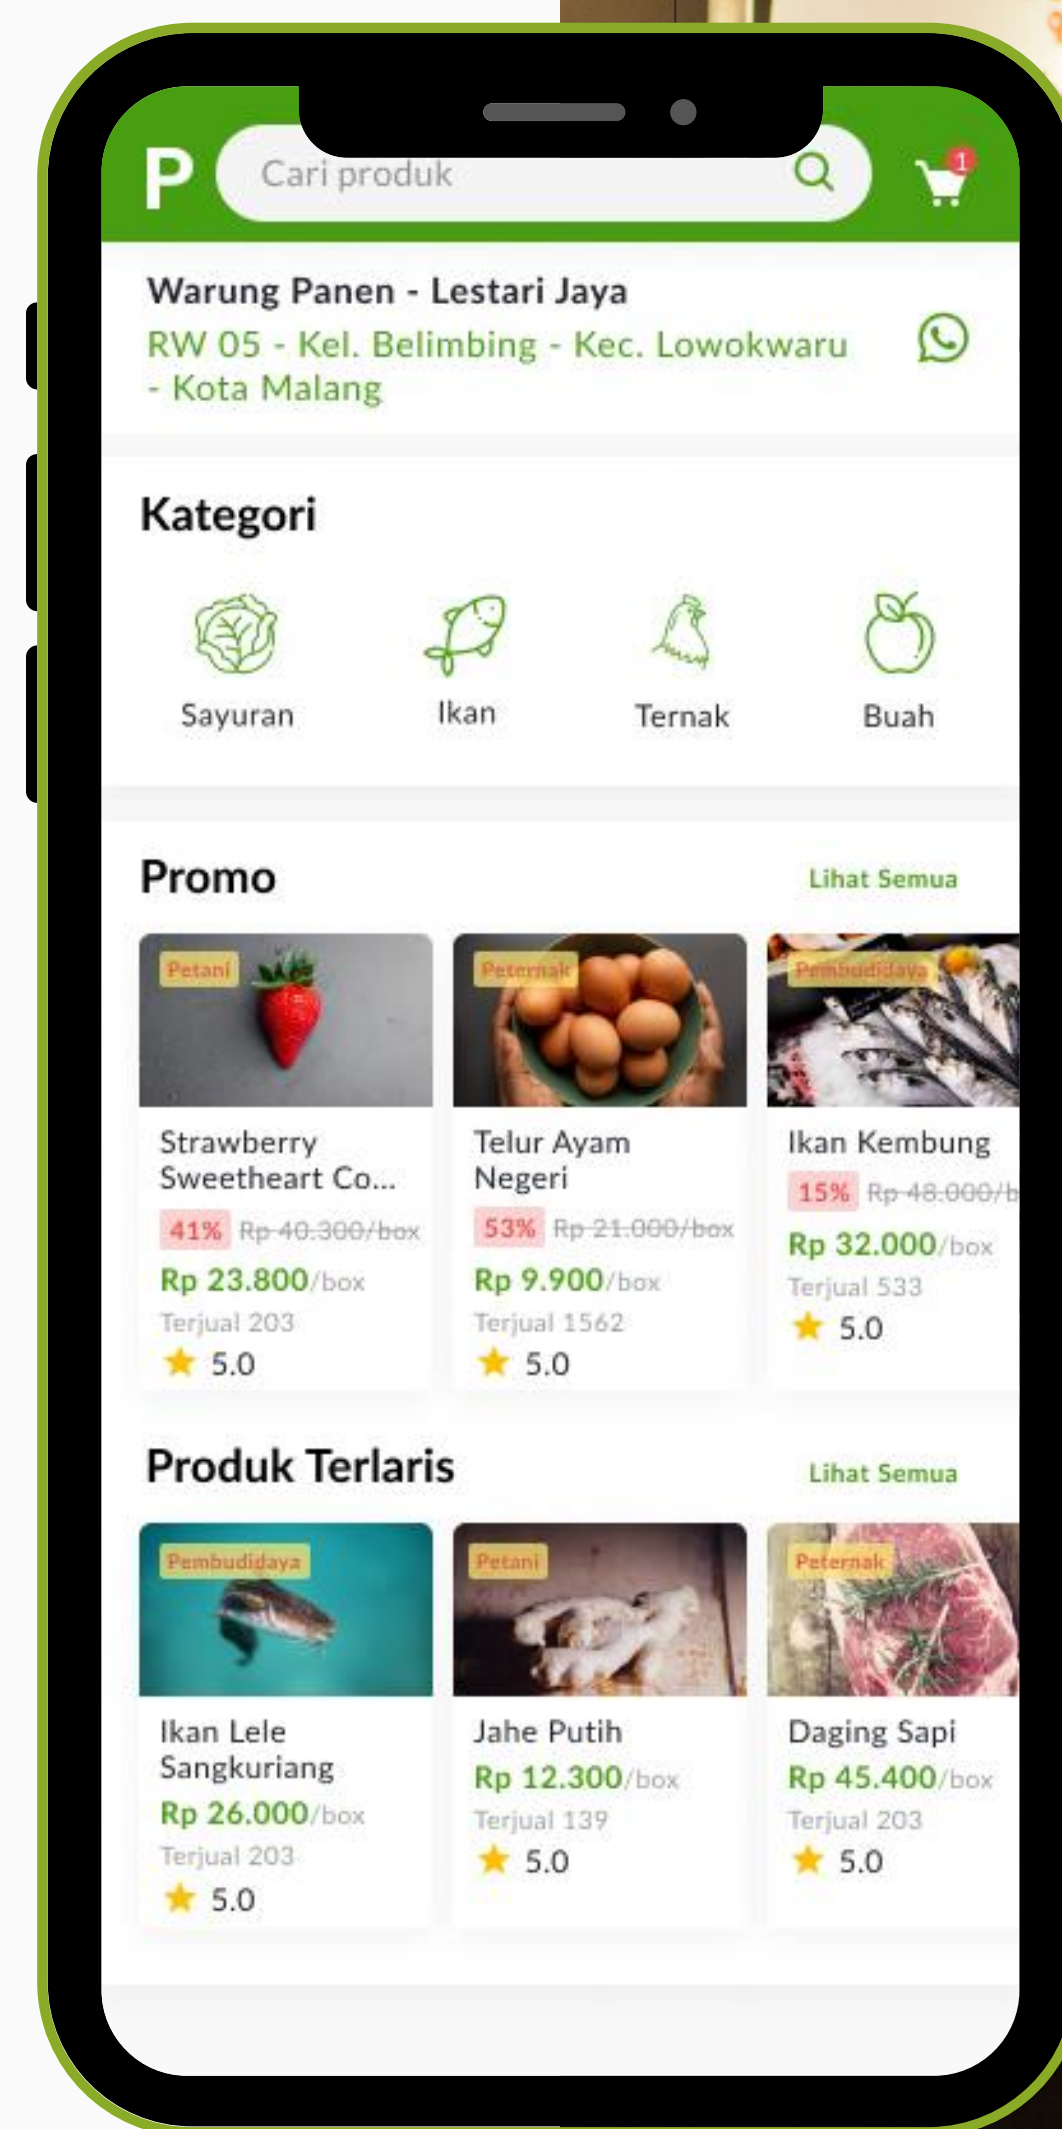 P
Cari produk
1
Warung Panen - Lestari Jaya
RW 05 - Kel. Belimbing - Kec. Lowokwaru
- Kota Malang
Kategori
Sayuran
Ikan
Ternak
Buah
Promo
Lihat Semua
Petani
Strawberry
Sweetheart Co...
41% Rp 40.300/box
Rp 23.800/box
Terjual 203
5.0
Peternak
Telur Ayam
Negeri
53% Rp 21.000/box
Rp 9.900/box
Terjual 1562
5.0
Pembudidaya
Ikan Kembung
15% Rp 48.000/b
Rp 32.000/box
Terjual 533
5.0
Produk Terlaris
Lihat Semua
Pembudidaya
Ikan Lele
Sangkuriang
Rp 26.000/box
Terjual 203
5.0
Petani
Jahe Putih
Rp 12.300/box
Terjual 139
5.0
Peternak
Daging Sapi
Rp 45.400/box
Terjual 203
5.0